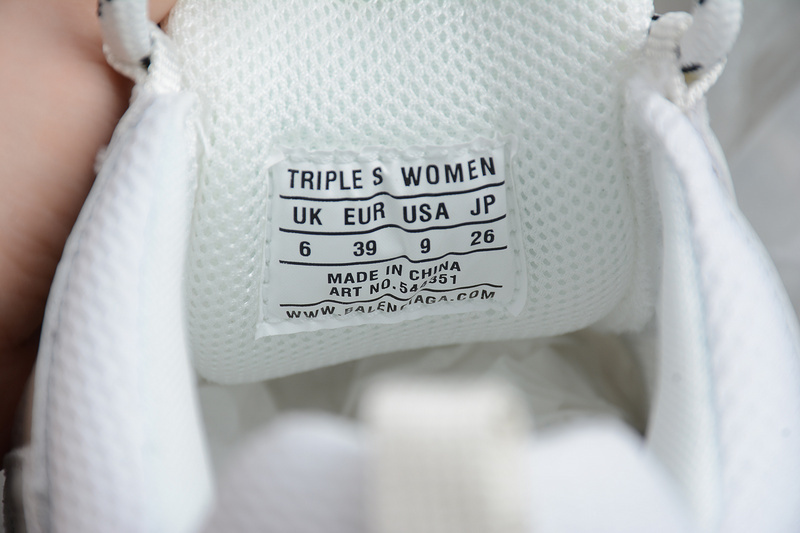 TRIPLE S WOMEN
UK EUR USA JP
6 39 9 26
MADE IN CHINA
ART NO.
WWW.BALENCIAGA.COM